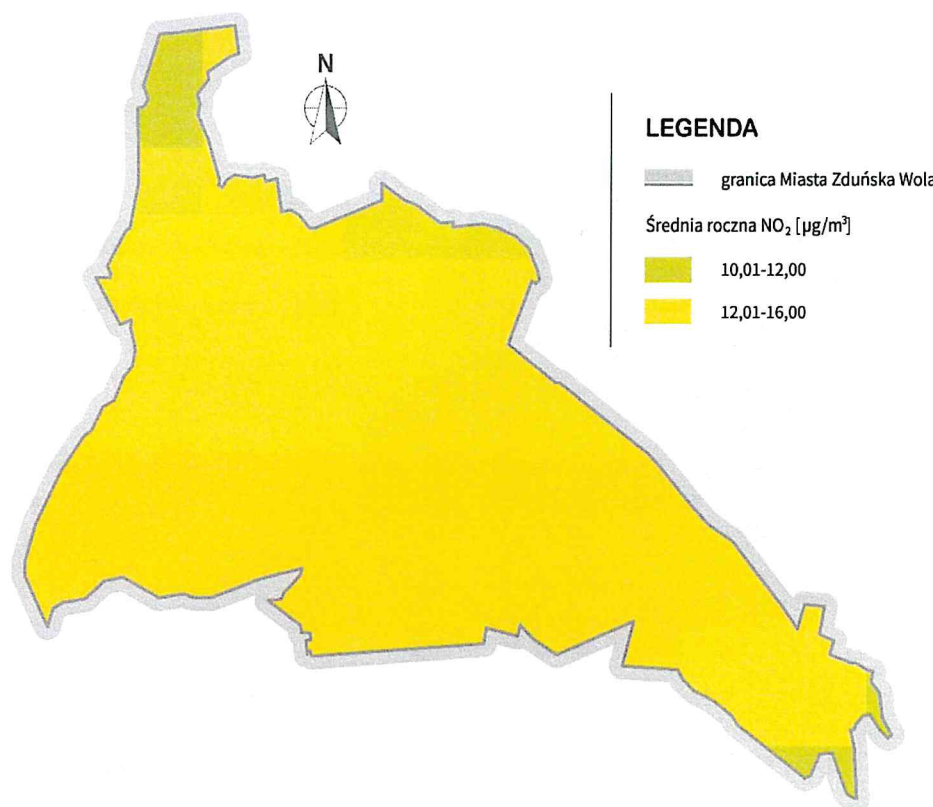 N
LEGENDA
granica Miasta Zduńska Wola
Średnia roczna NO₂ [µg/m³]
10,01-12,00
12,01-16,00